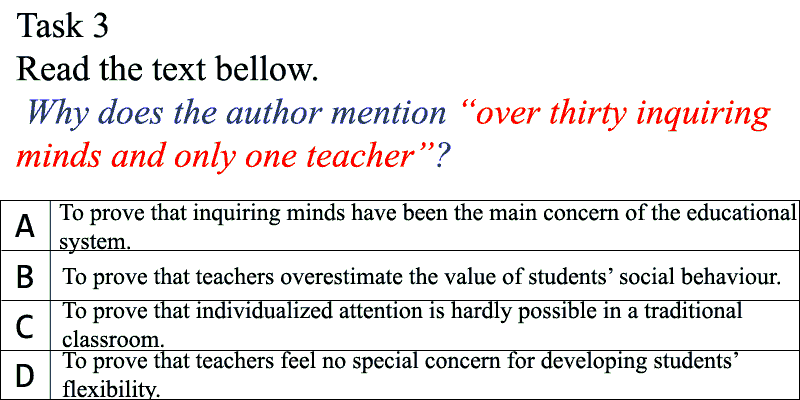 Task 3
Read the text bellow.
Why does the author mention “over thirty inquiring
minds and only one teacher”?
A
To prove that inquiring minds have been the main concern of the educational
system.
B
To prove that teachers overestimate the value of students’ social behaviour.
C
To prove that individualized attention is hardly possible in a traditional
classroom.
D
To prove that teachers feel no special concern for developing students’
flexibility.